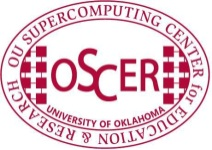 OU SUPERCOMPUTING CENTER for EDUCATION & RESEARCH
OSCER
UNIVERSITY OF OKLAHOMA